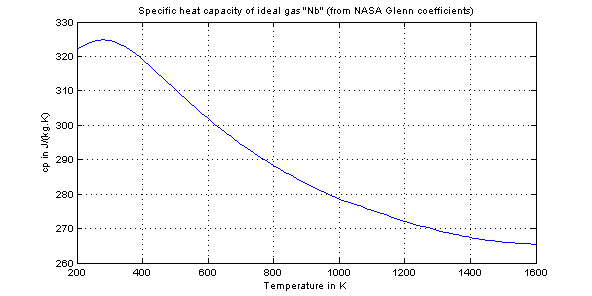 Specific heat capacity of ideal gas "Nb" (from NASA Glenn coefficients)
330
320
310
300
290
280
270
260
cp in J/(kg.K)
200 400 600 800 1000 1200 1400 1600
Temperature in K